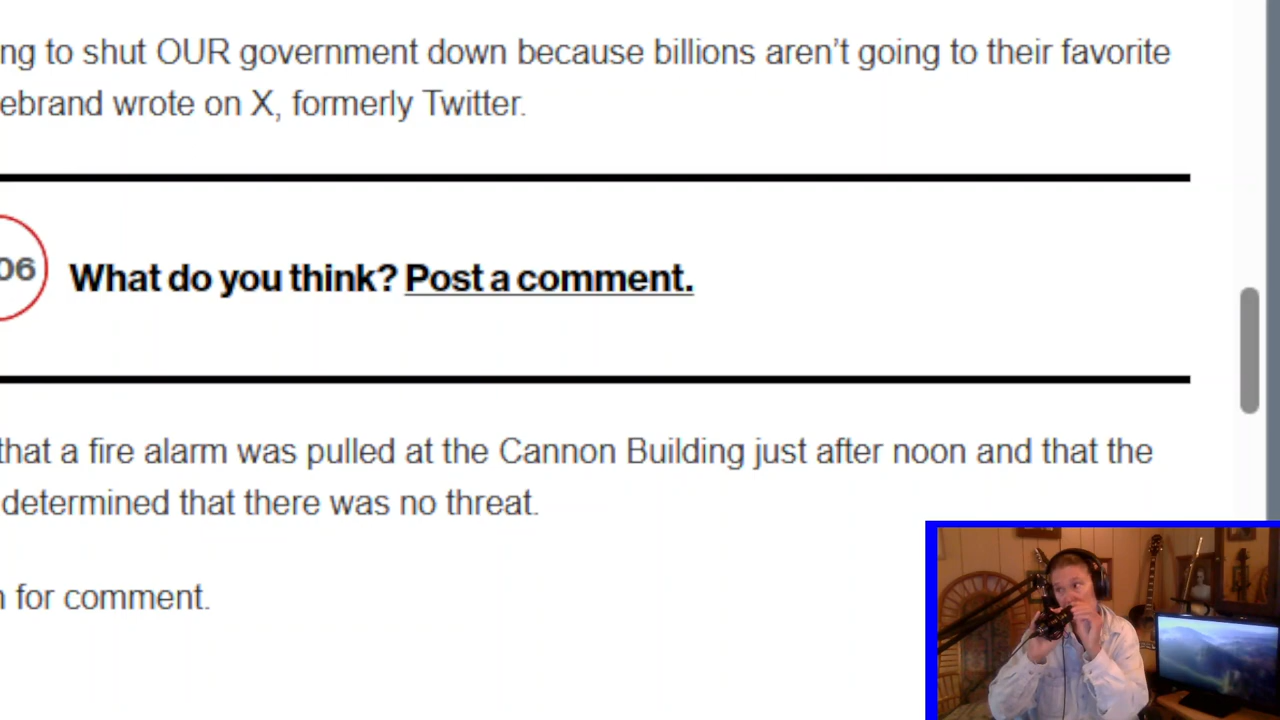 ng to shut OUR government down because billions aren’t going to their favorite
ebrand wrote on X, formerly Twitter.
06 What do you think? Post a comment.
that a fire alarm was pulled at the Cannon Building just after noon and that the
determined that there was no threat.
for comment.